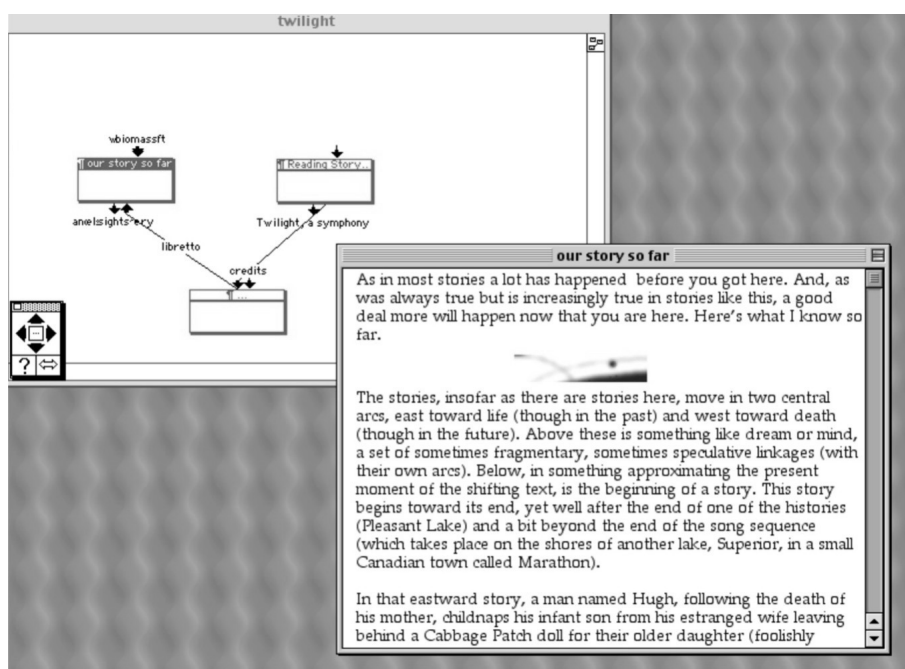 twilight
¶ our story so far
¶ Reading Story...
Twilight, a symphony
libretto
credits
¶ ...
...
?
our story so far
As in most stories a lot has happened before you got here. And, as
was always true but is increasingly true in stories like this, a good
deal more will happen now that you are here. Here's what I know so
far.
The stories, insofar as there are stories here, move in two central
arcs, east toward life (though in the past) and west toward death
(though in the future). Above these is something like dream or mind,
a set of sometimes fragmentary, sometimes speculative linkages (with
their own arcs). Below, in something approximating the present
moment of the shifting text, is the beginning of a story. This story
begins toward its end, yet well after the end of one of the histories
(Pleasant Lake) and a bit beyond the end of the song sequence
(which takes place on the shores of another lake, Superior, in a small
Canadian town called Marathon).
In that eastward story, a man named Hugh, following the death of
his mother, childnaps his infant son from his estranged wife leaving
behind a Cabbage Patch doll for their older daughter (foolishly